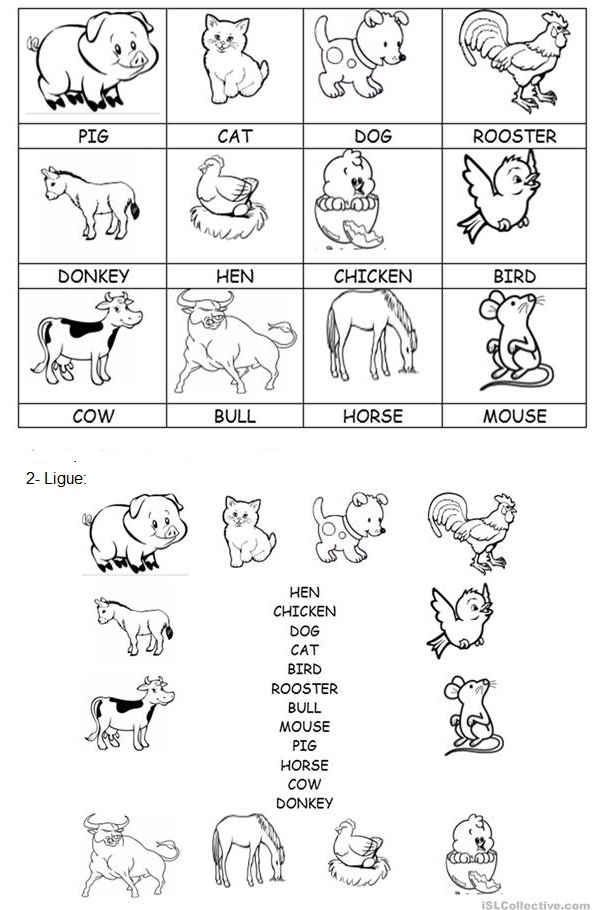 PIG CAT DOG ROOSTER
DONKEY HEN CHICKEN BIRD
COW BULL HORSE MOUSE
2- Ligue:
HEN
CHICKEN
DOG
CAT
BIRD
ROOSTER
BULL
MOUSE
PIG
HORSE
COW
DONKEY
iSLCollective.com